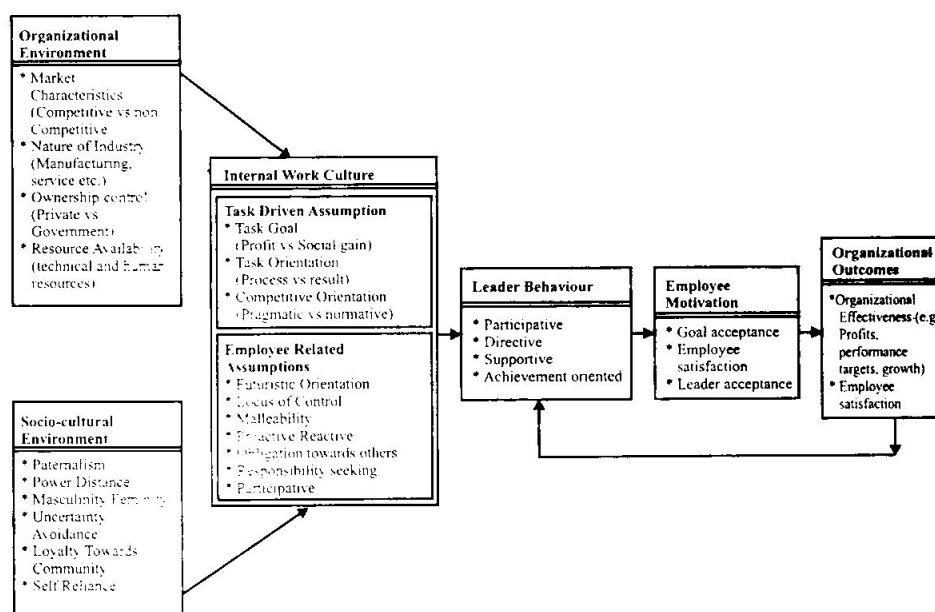 Organizational
Environment
* Market
Characteristics
(Competitive vs non
Competitive
* Nature of Industry
(Manufacturing,
service etc.)
* Ownership control
(Private vs
Government)
* Resource Availability
(technical and human
resources)
Socio-cultural
Environment
* Paternalism
* Power Distance
* Masculinity Feminity
* Uncertainty
Avoidance
* Loyalty Towards
Community
* Self Reliance
Internal Work Culture
Task Driven Assumption
* Task Goal
(Profit vs Social gain)
* Task Orientation
(Process vs result)
* Competitive Orientation
(Pragmatic vs normative)
Employee Related
Assumptions
* Futuristic Orientation
* Locus of Control
* Malleability
* Proactive Reactive
* Obligation towards others
* Responsibility seeking
* Participative
Leader Behaviour
* Participative
* Directive
* Supportive
* Achievement oriented
Employee
Motivation
* Goal acceptance
* Employee
satisfaction
* Leader acceptance
Organizational
Outcomes
*Organizational
Effectiveness (e.g
Profits,
performance
targets, growth)
* Employee
satisfaction